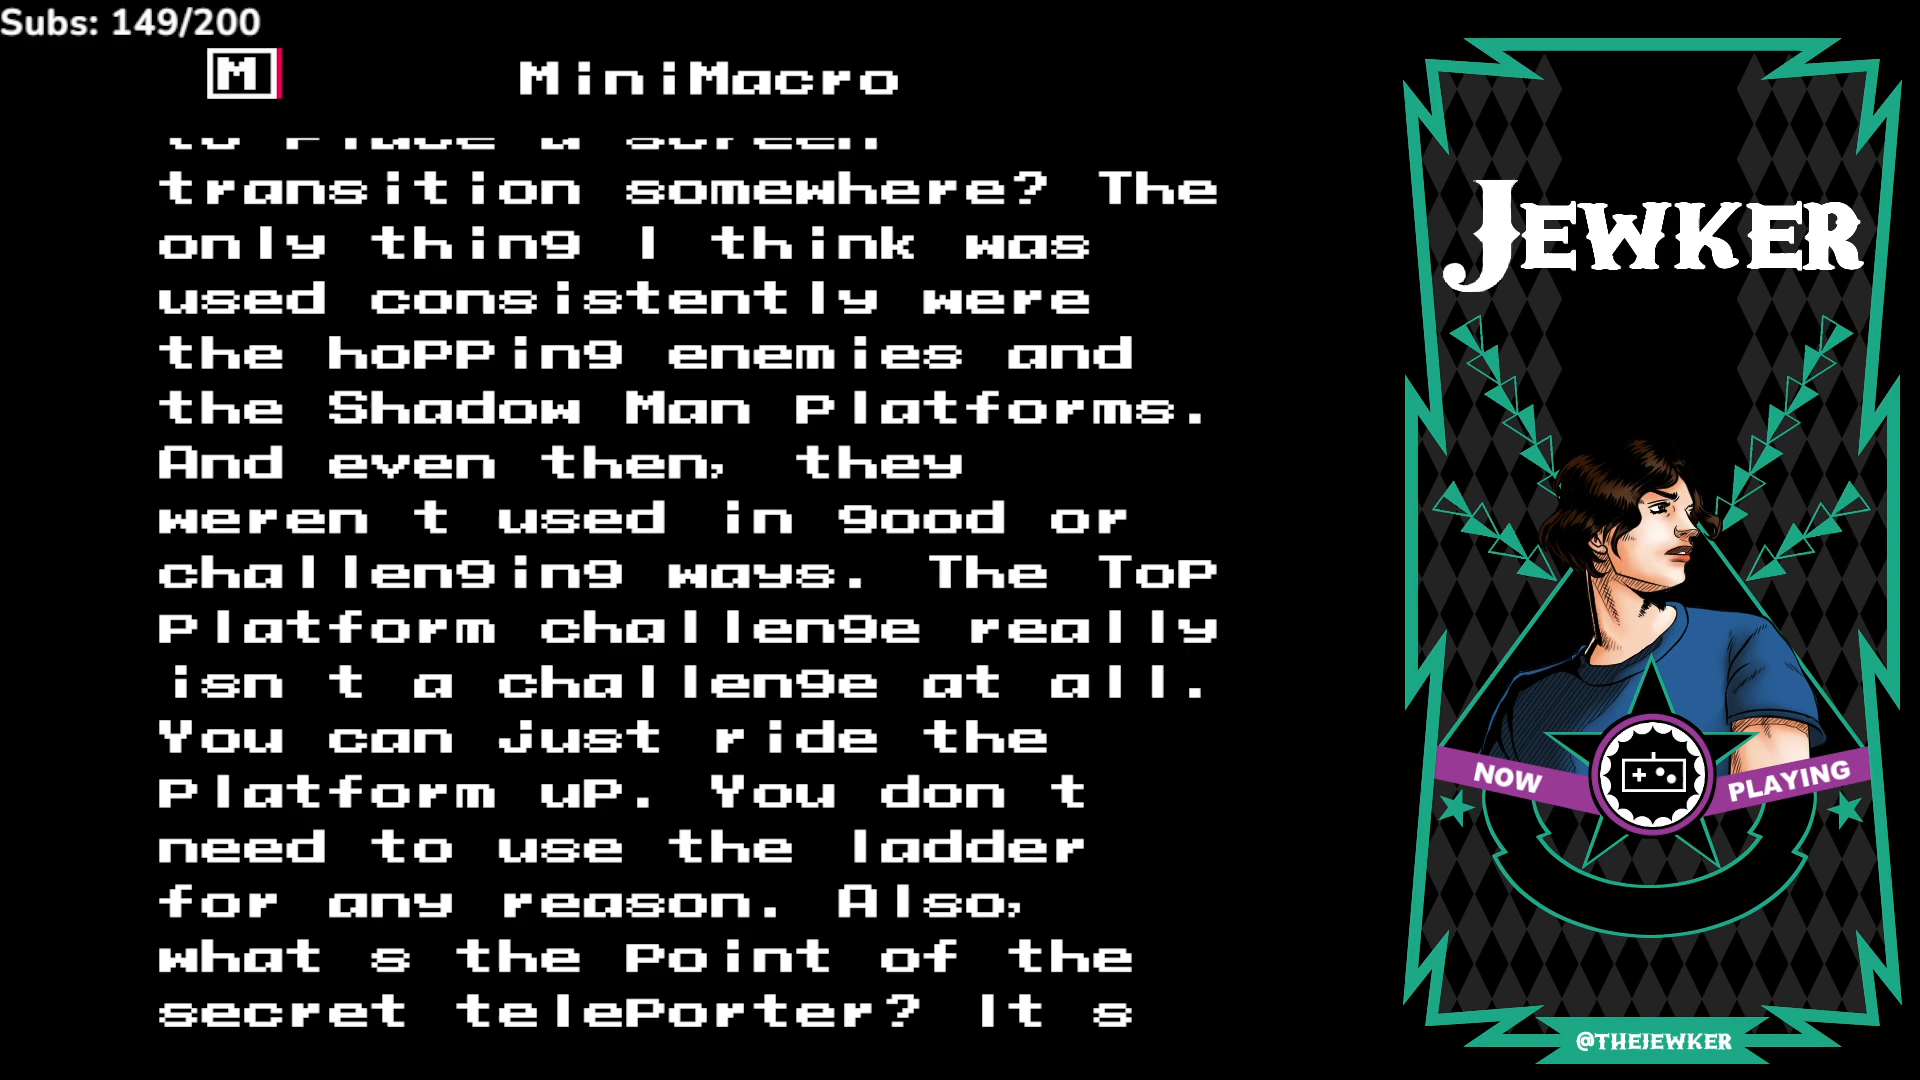 Subs: 149/200
M
MiniMacro
transition somewhere? The
only thing I think was
used consistently were
the hopping enemies and
the Shadow Man platforms.
And even then, they
weren t used in good or
challenging ways. The Top
Platform challenge really
isn t a challenge at all.
You can just ride the
platform up. You don t
need to use the ladder
for any reason. Also,
what s the point of the
secret teleporter? It s
JEWKER
NOW PLAYING
@THEJEWKER